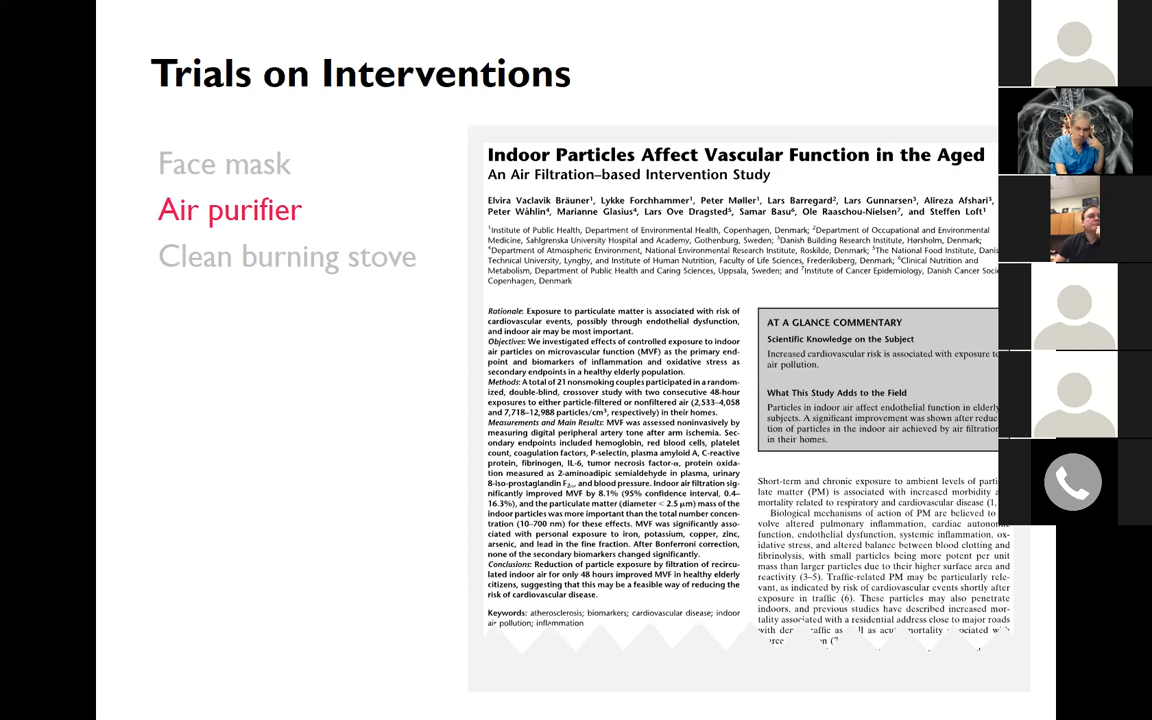 Trials on Interventions
Face mask
Air purifier
Clean burning stove
Indoor Particles Affect Vascular Function in the Aged
An Air Filtration–based Intervention Study
Elvira Vaclavik Bräuner¹, Lykke Forchhammer¹, Peter Møller¹, Lars Barregard², Lars Gunnarsen³, Alireza Afshari³,
Peter Wåhlin⁴, Marianne Glasius⁴, Lars Ove Dragsted⁵, Samar Basu⁶, Ole Raaschou-Nielsen⁷, and Steffen Loft¹
¹Institute of Public Health, Department of Environmental Health, Copenhagen, Denmark; ²Department of Occupational and Environmental
Medicine, Sahlgrenska University Hospital and Academy, Gothenburg, Sweden; ³Danish Building Research Institute, Hørsholm, Denmark;
⁴Department of Atmospheric Environment, National Environmental Research Institute, Roskilde, Denmark; ⁵The National Food Institute, Danis
Technical University, Lyngby, and Institute of Human Nutrition, Faculty of Life Sciences, Frederiksberg, Denmark; ⁶Clinical Nutrition and
Metabolism, Department of Public Health and Caring Sciences, Uppsala, Sweden; and ⁷Institute of Cancer Epidemiology, Danish Cancer Socie
Copenhagen, Denmark
Rationale: Exposure to particulate matter is associated with risk of
cardiovascular events, possibly through endothelial dysfunction,
and indoor air may be most important.
Objectives: We investigated effects of controlled exposure to indoor
air particles on microvascular function (MVF) as the primary end-
point and biomarkers of inflammation and oxidative stress as
secondary endpoints in a healthy elderly population.
Methods: A total of 21 nonsmoking couples participated in a random-
ized, double-blind, crossover study with two consecutive 48-hour
exposures to either particle-filtered or nonfiltered air (2,533–4,058
and 7,718–12,988 particles/cm³, respectively) in their homes.
Measurements and Main Results: MVF was assessed noninvasively by
measuring digital peripheral artery tone after arm ischemia. Sec-
ondary endpoints included hemoglobin, red blood cells, platelet
count, coagulation factors, P-selectin, plasma amyloid A, C-reactive
protein, fibrinogen, IL-6, tumor necrosis factor-α, protein oxida-
tion measured as 2-aminoadipic semialdehyde in plasma, urinary
8-iso-prostaglandin F₂α, and blood pressure. Indoor air filtration sig-
nificantly improved MVF by 8.1% (95% confidence interval, 0.4–
16.3%), and the particulate matter (diameter < 2.5 μm) mass of the
indoor particles was more important than the total number concen-
tration (10–700 nm) for these effects. MVF was significantly asso-
ciated with personal exposure to iron, potassium, copper, zinc,
arsenic, and lead in the fine fraction. After Bonferroni correction,
none of the secondary biomarkers changed significantly.
Conclusions: Reduction of particle exposure by filtration of recircu-
lated indoor air for only 48 hours improved MVF in healthy elderly
citizens, suggesting that this may be a feasible way of reducing the
risk of cardiovascular disease.
Keywords: atherosclerosis; biomarkers; cardiovascular disease; indoor
air pollution; inflammation
AT A GLANCE COMMENTARY
Scientific Knowledge on the Subject
Increased cardiovascular risk is associated with exposure to
air pollution.
What This Study Adds to the Field
Particles in indoor air affect endothelial function in elderly
subjects. A significant improvement was shown after reduc
tion of particles in the indoor air achieved by air filtration
in their homes.
Short-term and chronic exposure to ambient levels of partic
late matter (PM) is associated with increased morbidity a
mortality related to respiratory and cardiovascular disease (1,
Biological mechanisms of action of PM are believed to
volve altered pulmonary inflammation, cardiac autonomic
function, endothelial dysfunction, systemic inflammation, ox-
idative stress, and altered balance between blood clotting and
fibrinolysis, with small particles being more potent per unit
mass than larger particles due to their higher surface area and
reactivity (3–5). Traffic-related PM may be particularly rele-
vant, as indicated by risk of cardiovascular events shortly after
exposure in traffic (6). These particles may also penetrate
indoors, and previous studies have described increased mor-
tality associated with a residential address close to major roads
with traffic as well as acute mortality associated with